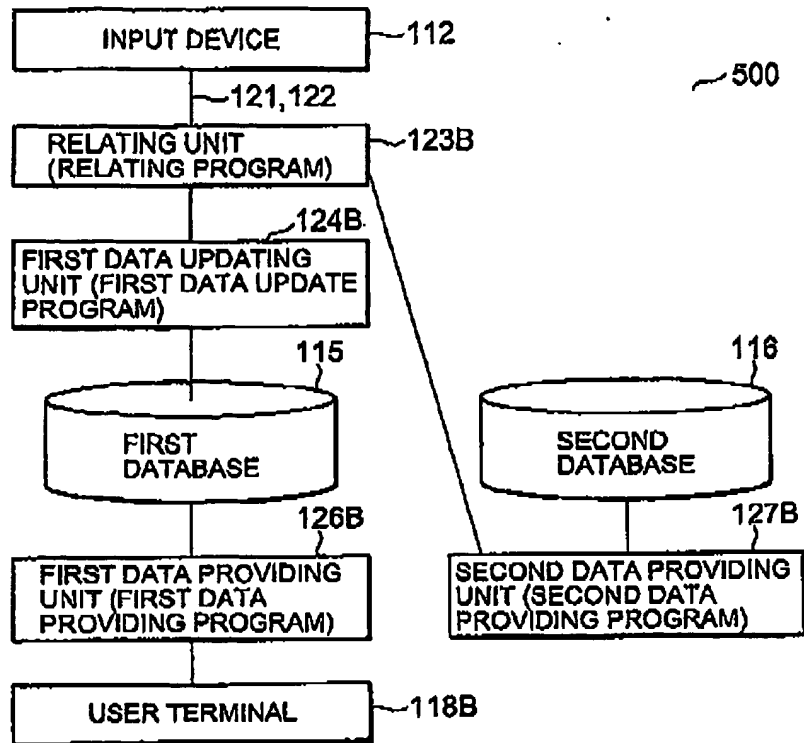 INPUT DEVICE
112
500
121,122
RELATING UNIT
(RELATING PROGRAM)
123B
124B
FIRST DATA UPDATING
UNIT (FIRST DATA UPDATE
PROGRAM)
115
116
FIRST
DATABASE
SECOND
DATABASE
126B
127B
FIRST DATA PROVIDING
UNIT (FIRST DATA
PROVIDING PROGRAM)
SECOND DATA PROVIDING
UNIT (SECOND DATA
PROVIDING PROGRAM)
USER TERMINAL
118B